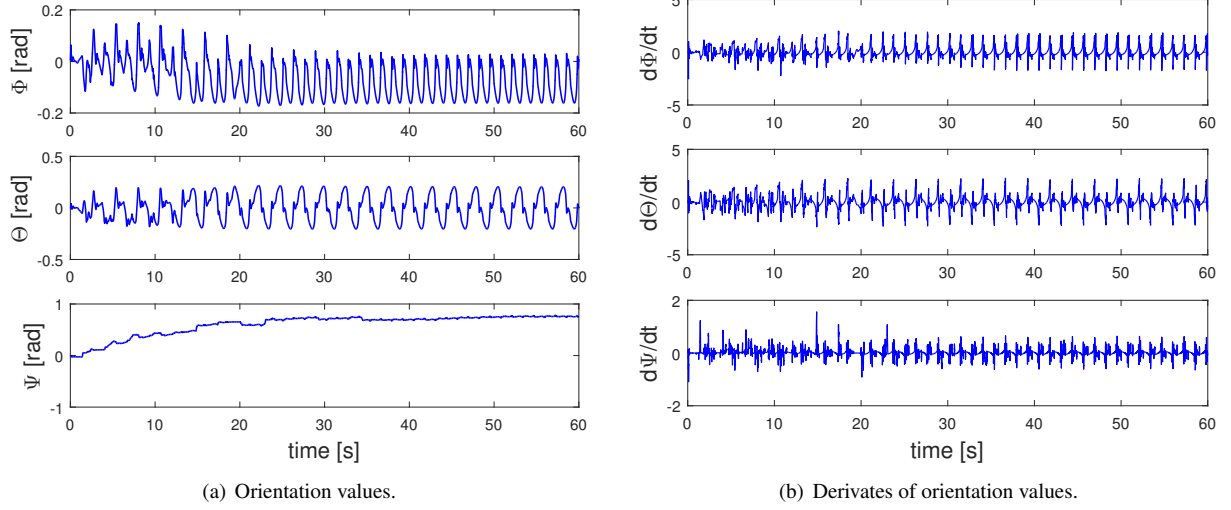 0.2
0
-0.2
Φ [rad]
0 10 20 30 40 50 60
0.5
0
-0.5
Θ [rad]
0 10 20 30 40 50 60
1
0
-1
Ψ [rad]
0 10 20 30 40 50 60
time [s]
(a) Orientation values.
5
0
-5
dΦ/dt
0 10 20 30 40 50 60
5
0
-5
dΘ/dt
0 10 20 30 40 50 60
2
0
-2
dΨ/dt
0 10 20 30 40 50 60
time [s]
(b) Derivates of orientation values.